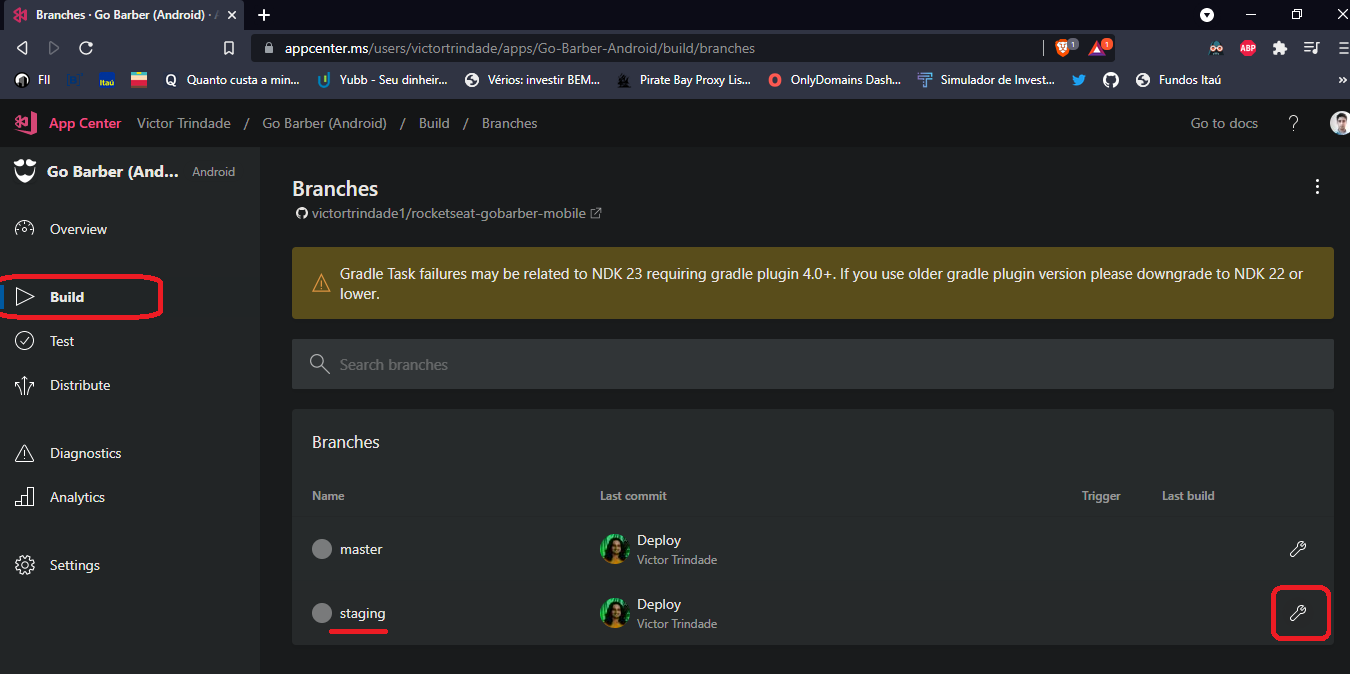 Branches · Go Barber (Android) ·
appcenter.ms/users/victortrindade/apps/Go-Barber-Android/build/branches
1
1
ABP
FII
Itaú
Quanto custa a min...
Yubb - Seu dinheir...
Vérios: investir BEM...
Pirate Bay Proxy Lis...
OnlyDomains Dash...
Simulador de Invest...
Fundos Itaú
»
App Center
Victor Trindade / Go Barber (Android) / Build / Branches
Go to docs
?
Go Barber (And...
Android
Overview
Build
Test
Distribute
Diagnostics
Analytics
Settings
Branches
victortrindade1/rocketseat-gobarber-mobile
Gradle Task failures may be related to NDK 23 requiring gradle plugin 4.0+. If you use older gradle plugin version please downgrade to NDK 22 or
lower.
Search branches
Branches
Name Last commit Trigger Last build
master
Deploy
Victor Trindade
staging
Deploy
Victor Trindade